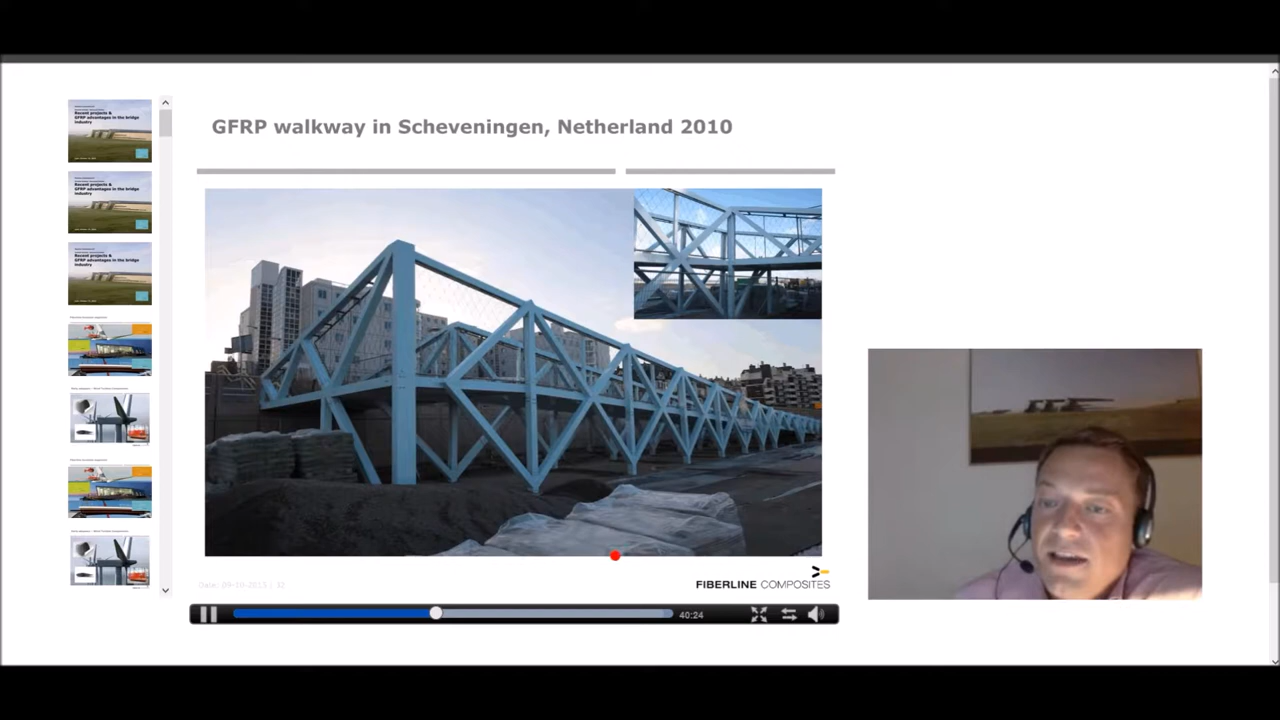 GFRP walkway in Scheveningen, Netherland 2010
Recent projects &
GFRP advantages in the bridge
industry
Recent projects &
GFRP advantages in the bridge
industry
Recent projects &
GFRP advantages in the bridge
industry
FIBERLINE COMPOSITES
40:24